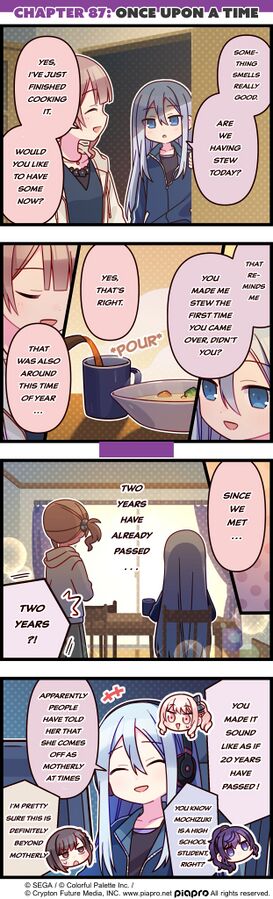 CHAPTER 87: ONCE UPON A TIME
SOME-
THING
SMELLS
REALLY
GOOD.
ARE
WE
HAVING
STEW
TODAY?
YES,
I'VE JUST
FINISHED
COOKING
IT.
WOULD
YOU LIKE
TO HAVE
SOME
NOW?
THAT
RE-
MINDS
ME
YOU
MADE ME
STEW THE
FIRST TIME
YOU CAME
OVER, DIDN'T
YOU?
YES,
THAT'S
RIGHT.
*POUR*
THAT
WAS ALSO
AROUND
THIS TIME
OF YEAR
...
SINCE
WE
MET...
TWO
YEARS
HAVE
ALREADY
PASSED
...
TWO
YEARS
?!
YOU
MADE IT
SOUND
LIKE AS IF
20 YEARS
HAVE
PASSED!
APPARENTLY
PEOPLE
HAVE TOLD
HER THAT
SHE COMES
OFF AS
MOTHERLY
AT TIMES
YOU KNOW
MOCHIZUKI
IS A HIGH
SCHOOL
STUDENT,
RIGHT?
I'M PRETTY
SURE THIS IS
DEFINITELY
BEYOND
MOTHERLY
© SEGA / © Colorful Palette Inc. /
© Crypton Future Media, INC. www.piapro.net piapro All rights reserved.